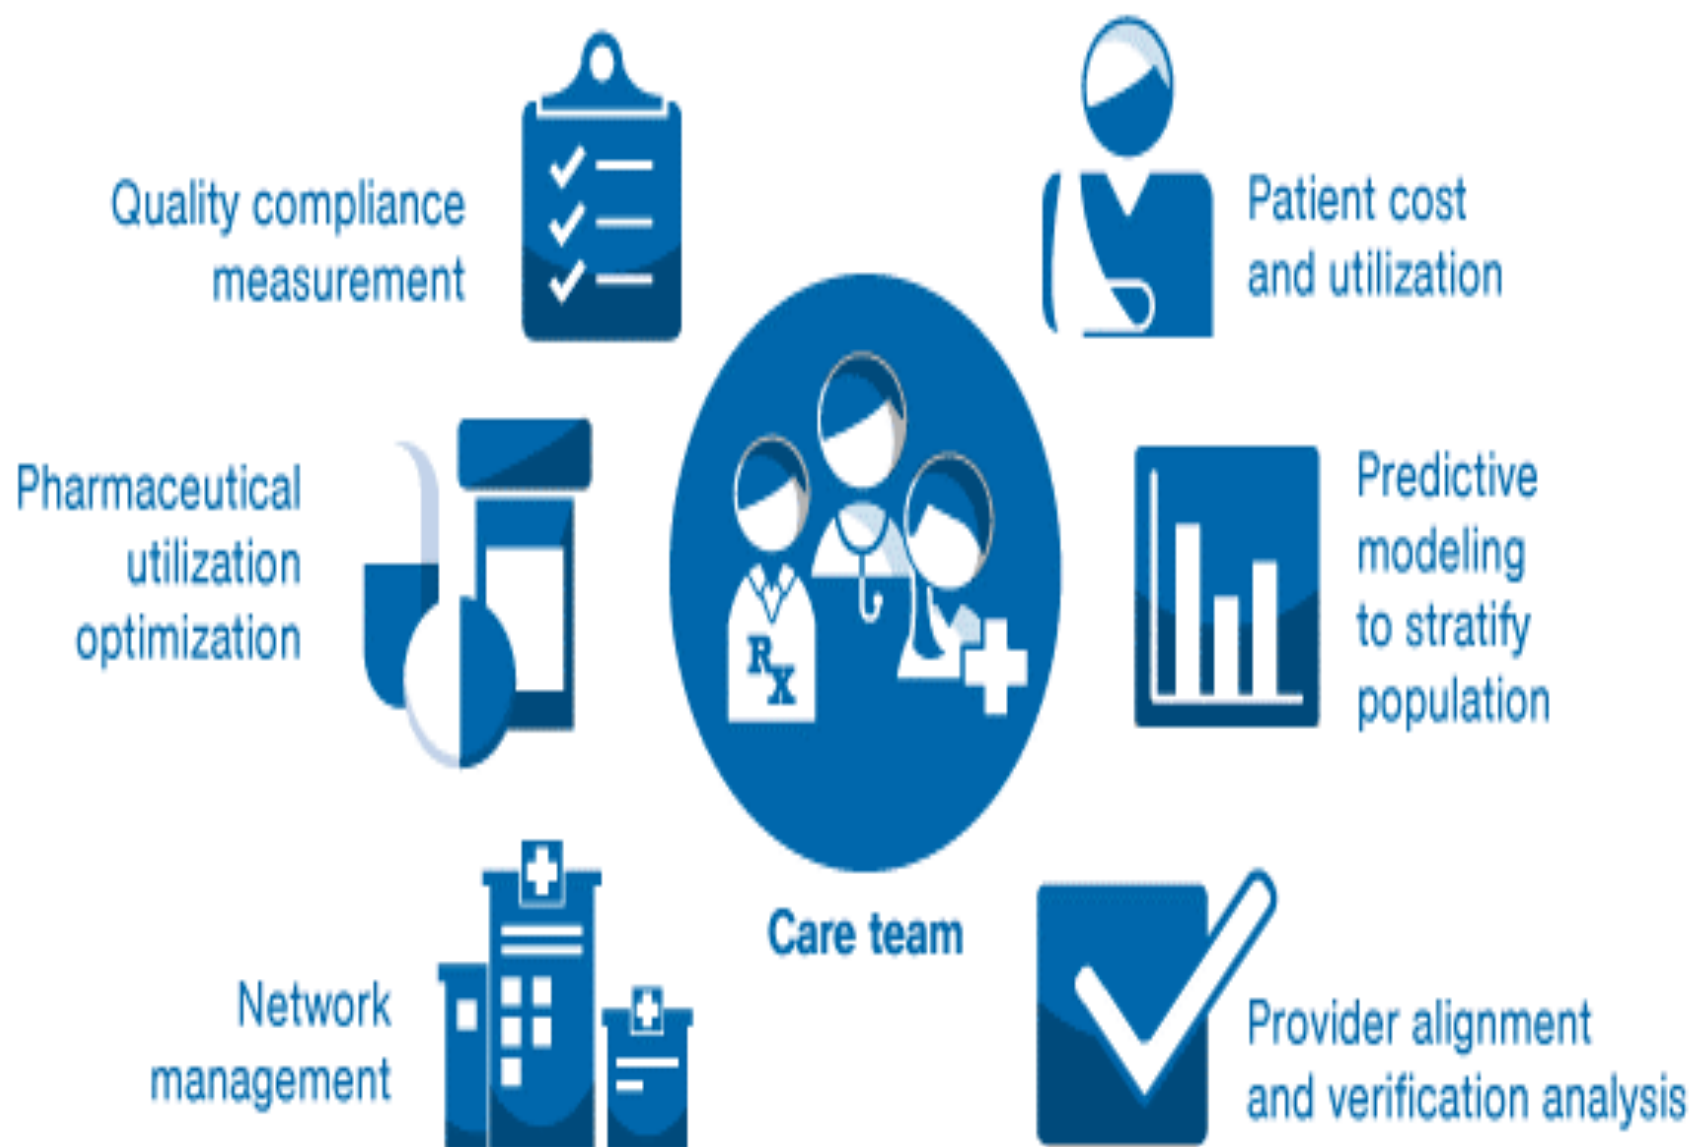 Quality compliance
measurement
Patient cost
and utilization
Pharmaceutical
utilization
optimization
Rx
Predictive
modeling
to stratify
population
Care team
Network
management
Provider alignment
and verification analysis